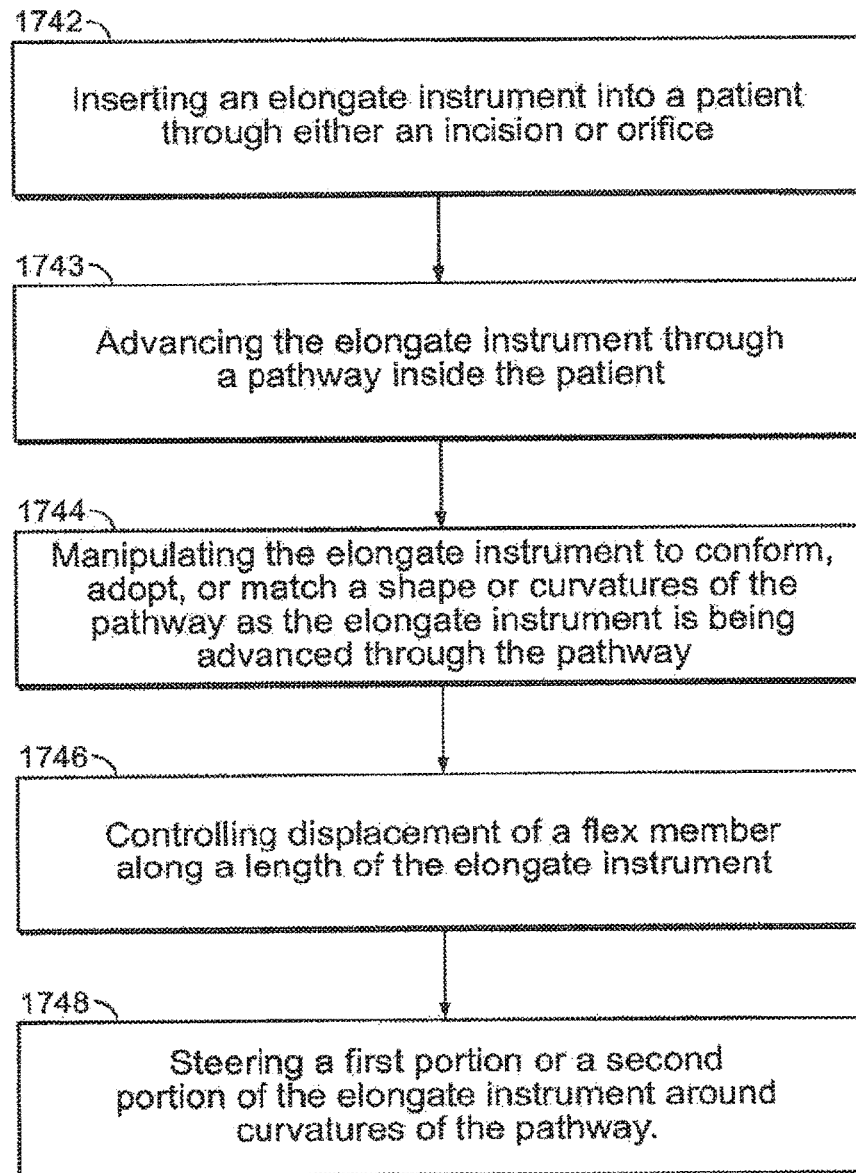 1742
Inserting an elongate instrument into a patient
through either an incision or orifice
1743
Advancing the elongate instrument through
a pathway inside the patient
1744
Manipulating the elongate instrument to conform,
adopt, or match a shape or curvatures of the
pathway as the elongate instrument is being
advanced through the pathway
1746
Controlling displacement of a flex member
along a length of the elongate instrument
1748
Steering a first portion or a second
portion of the elongate instrument around
curvatures of the pathway.